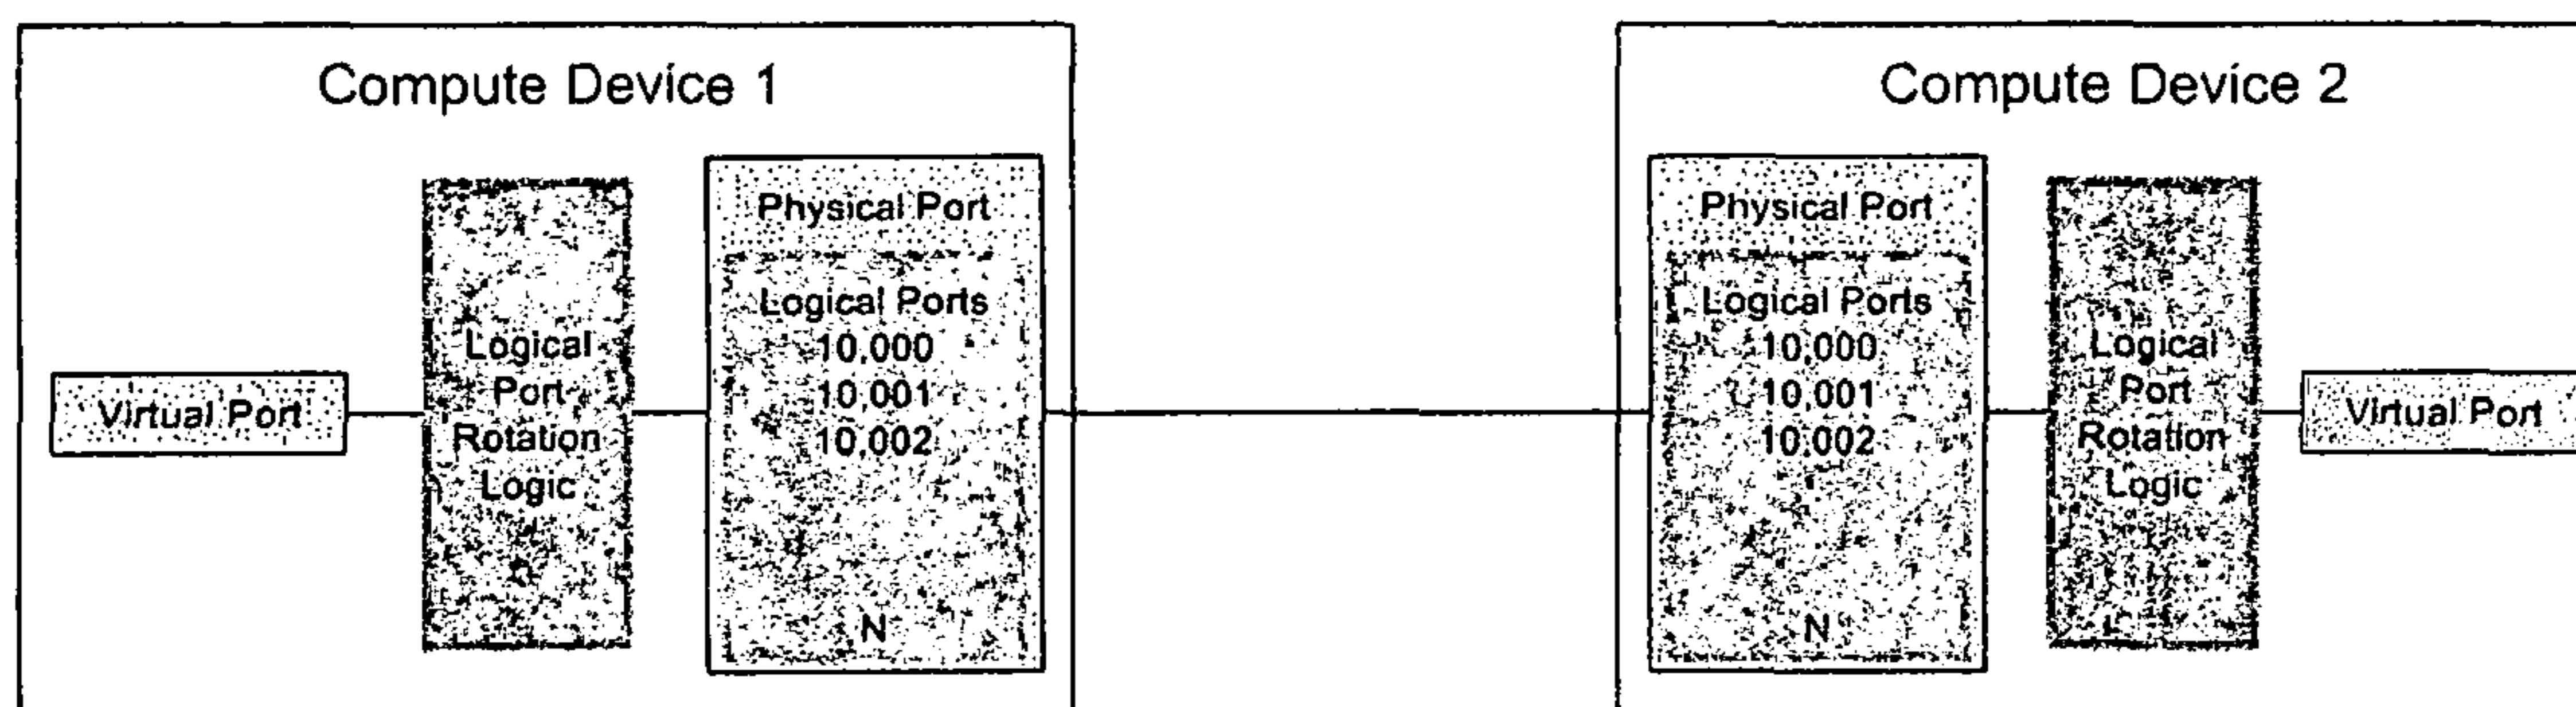 Compute Device 1
Virtual Port
Logical
Port
Rotation
Logic
Physical Port
Logical Ports
10,000
10,001
10,002
N
Compute Device 2
Physical Port
Logical Ports
10,000
10,001
10,002
N
Logical
Port
Rotation
Logic
Virtual Port